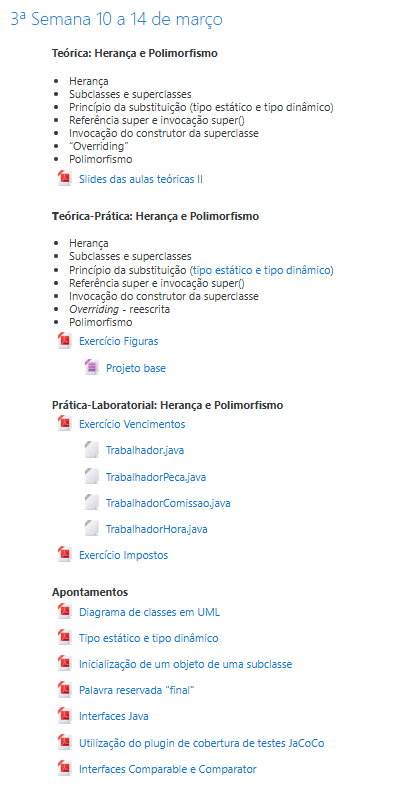 3ª Semana 10 a 14 de março
Teórica: Herança e Polimorfismo
Herança
Subclasses e superclasses
Princípio da substituição (tipo estático e tipo dinâmico)
Referência super e invocação super()
Invocação do construtor da superclasse
“Overriding”
Polimorfismo
Slides das aulas teóricas II
Teórica-Prática: Herança e Polimorfismo
Herança
Subclasses e superclasses
Princípio da substituição (tipo estático e tipo dinâmico)
Referência super e invocação super()
Invocação do construtor da superclasse
Overriding - reescrita
Polimorfismo
Exercício Figuras
Projeto base
Prática-Laboratorial: Herança e Polimorfismo
Exercício Vencimentos
Trabalhador.java
TrabalhadorPeca.java
TrabalhadorComissao.java
TrabalhadorHora.java
Exercício Impostos
Apontamentos
Diagrama de classes em UML
Tipo estático e tipo dinâmico
Inicialização de um objeto de uma subclasse
Palavra reservada "final"
Interfaces Java
Utilização do plugin de cobertura de testes JaCoCo
Interfaces Comparable e Comparator